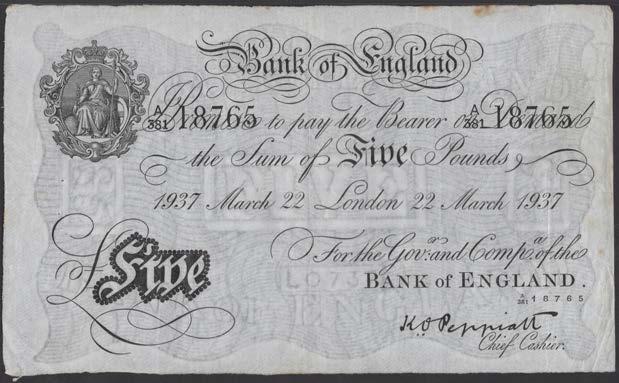 Bank of England
A/381 18765 A/381 18765
I Promise to pay the Bearer on Demand
the Sum of Five Pounds
1937 March 22 London 22 March 1937
For the Govr. and Compa. of the
BANK of ENGLAND.
£Five
A/381 18765
K.O. Peppiatt
Chief Cashier.